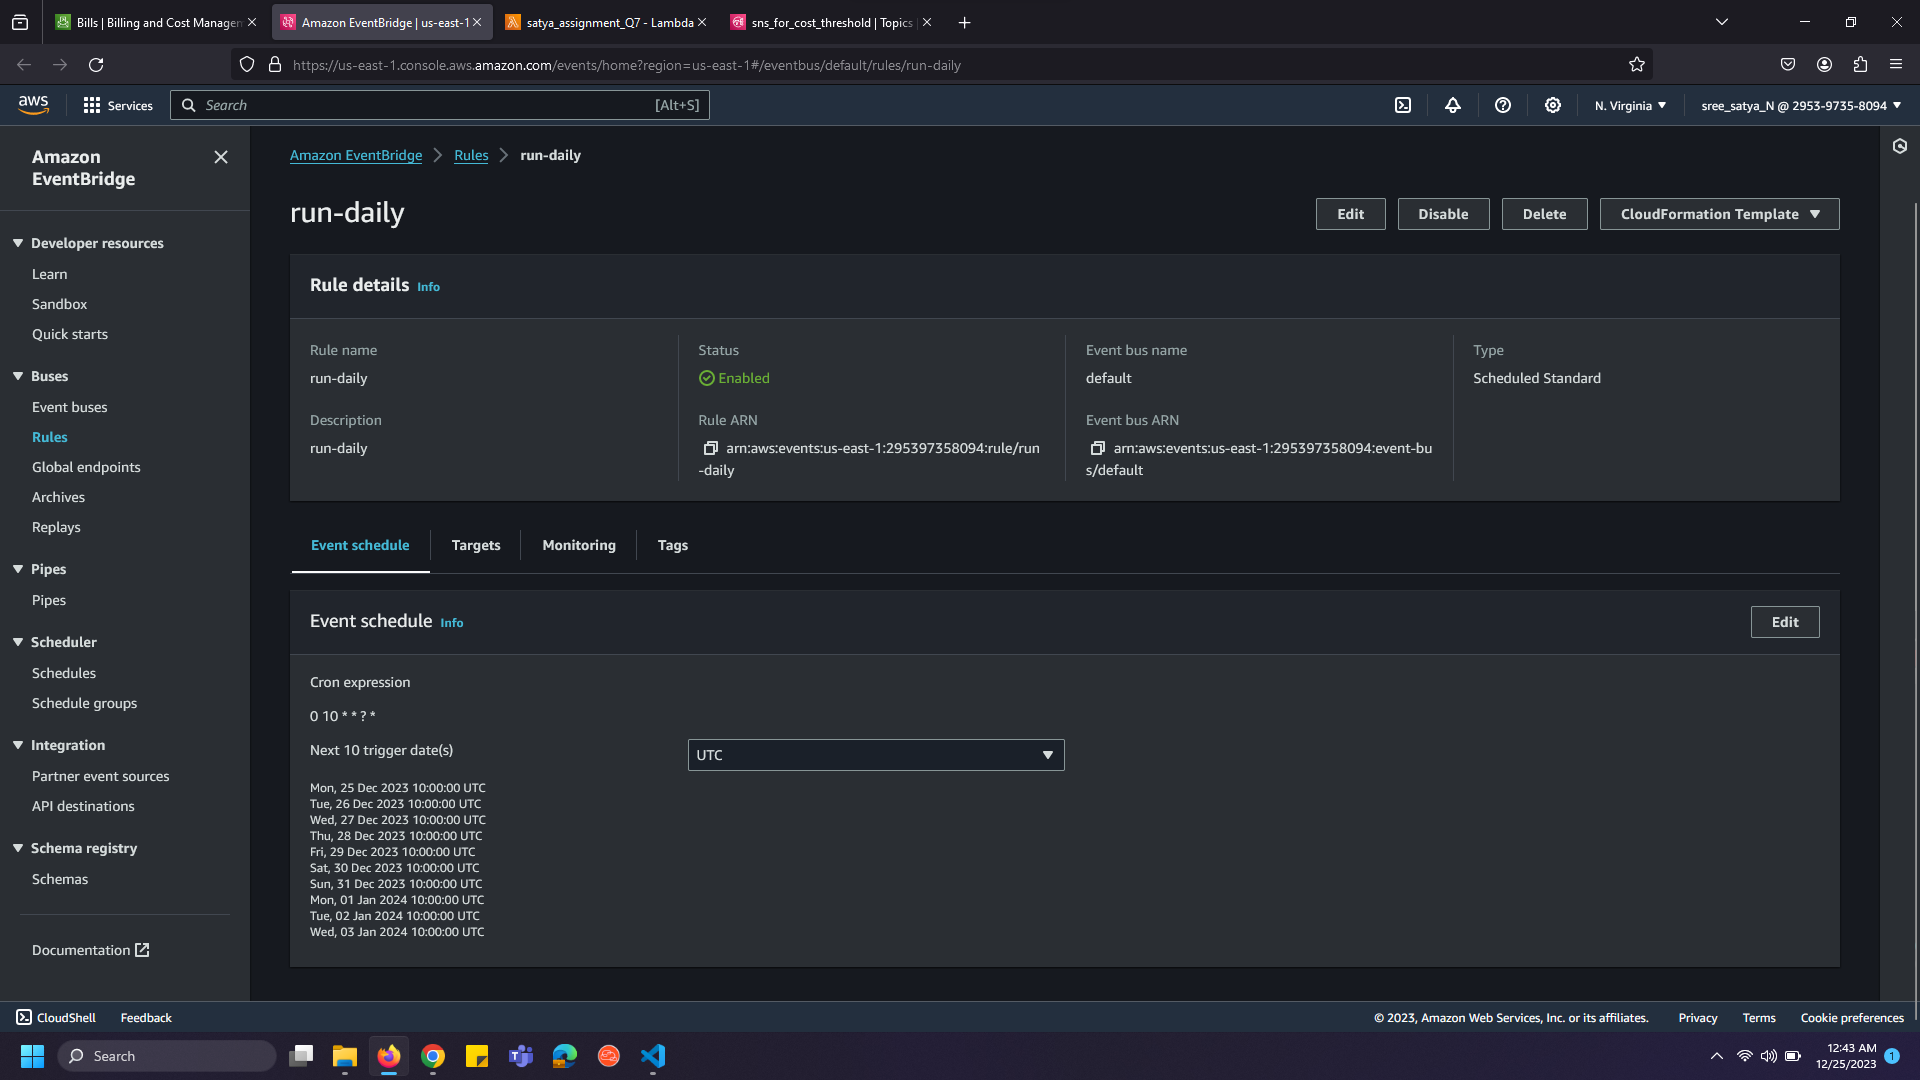 Bills | Billing and Cost Managem
Amazon EventBridge | us-east-1
satya_assignment_Q7 - Lambda
sns_for_cost_threshold | Topics
https://us-east-1.console.aws.amazon.com/events/home?region=us-east-1#/eventbus/default/rules/run-daily
aws
Services
Search
[Alt+S]
N. Virginia
sree_satya_N @ 2953-9735-8094
Amazon
EventBridge
Developer resources
Learn
Sandbox
Quick starts
Buses
Event buses
Rules
Global endpoints
Archives
Replays
Pipes
Pipes
Scheduler
Schedules
Schedule groups
Integration
Partner event sources
API destinations
Schema registry
Schemas
Documentation
Amazon EventBridge
Rules
run-daily
run-daily
Edit
Disable
Delete
CloudFormation Template
Rule details Info
Rule name
run-daily
Description
run-daily
Status
Enabled
Rule ARN
arn:aws:events:us-east-1:295397358094:rule/run
-daily
Event bus name
default
Event bus ARN
arn:aws:events:us-east-1:295397358094:event-bu
s/default
Type
Scheduled Standard
Event schedule
Targets
Monitoring
Tags
Event schedule Info
Edit
Cron expression
0 10 * * ? *
Next 10 trigger date(s)
UTC
Mon, 25 Dec 2023 10:00:00 UTC
Tue, 26 Dec 2023 10:00:00 UTC
Wed, 27 Dec 2023 10:00:00 UTC
Thu, 28 Dec 2023 10:00:00 UTC
Fri, 29 Dec 2023 10:00:00 UTC
Sat, 30 Dec 2023 10:00:00 UTC
Sun, 31 Dec 2023 10:00:00 UTC
Mon, 01 Jan 2024 10:00:00 UTC
Tue, 02 Jan 2024 10:00:00 UTC
Wed, 03 Jan 2024 10:00:00 UTC
CloudShell
Feedback
© 2023, Amazon Web Services, Inc. or its affiliates.
Privacy
Terms
Cookie preferences
Search
12:43 AM
12/25/2023
1